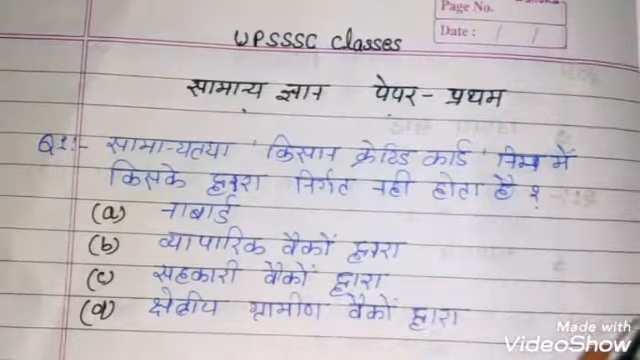 Page No.
Date : / /
UPSSSC Classes
सामान्य ज्ञान पेपर - प्रथम
Q1:- सामान्यतया 'किसान क्रेडिट कार्ड' निम्न में
किसके द्वारा निर्गत नही होता है ?
(a) नाबार्ड
(b) व्यापारिक बैकों द्वारा
(c) सहकारी बैकों द्वारा
(d) क्षेत्रीय ग्रामीण बैकों द्वारा
Made with
VideoShow